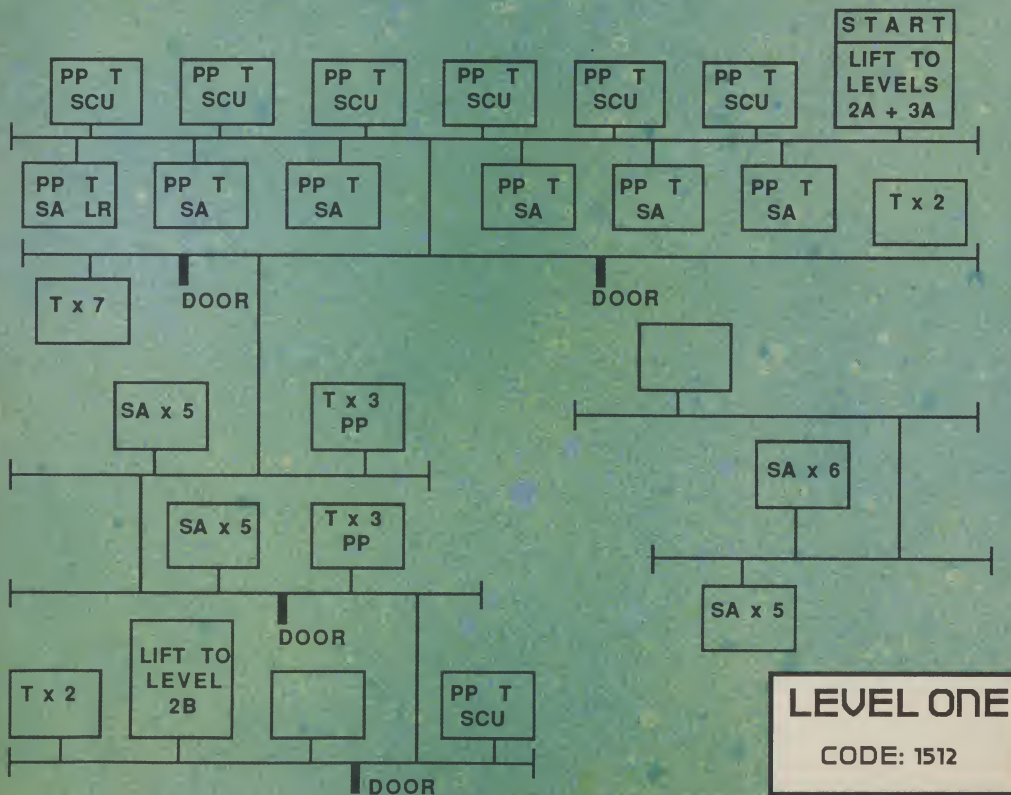 START
LIFT TO
LEVELS
2A + 3A
PP T
SCU
PP T
SCU
PP T
SCU
PP T
SCU
PP T
SCU
PP T
SCU
PP T
SA LR
PP T
SA
PP T
SA
PP T
SA
PP T
SA
PP T
SA
T x 2
T x 7
DOOR
DOOR
SA x 5
T x 3
PP
SA x 6
SA x 5
T x 3
PP
SA x 5
DOOR
T x 2
LIFT TO
LEVEL
2B
PP T
SCU
DOOR
LEVEL ONE
CODE: 1512